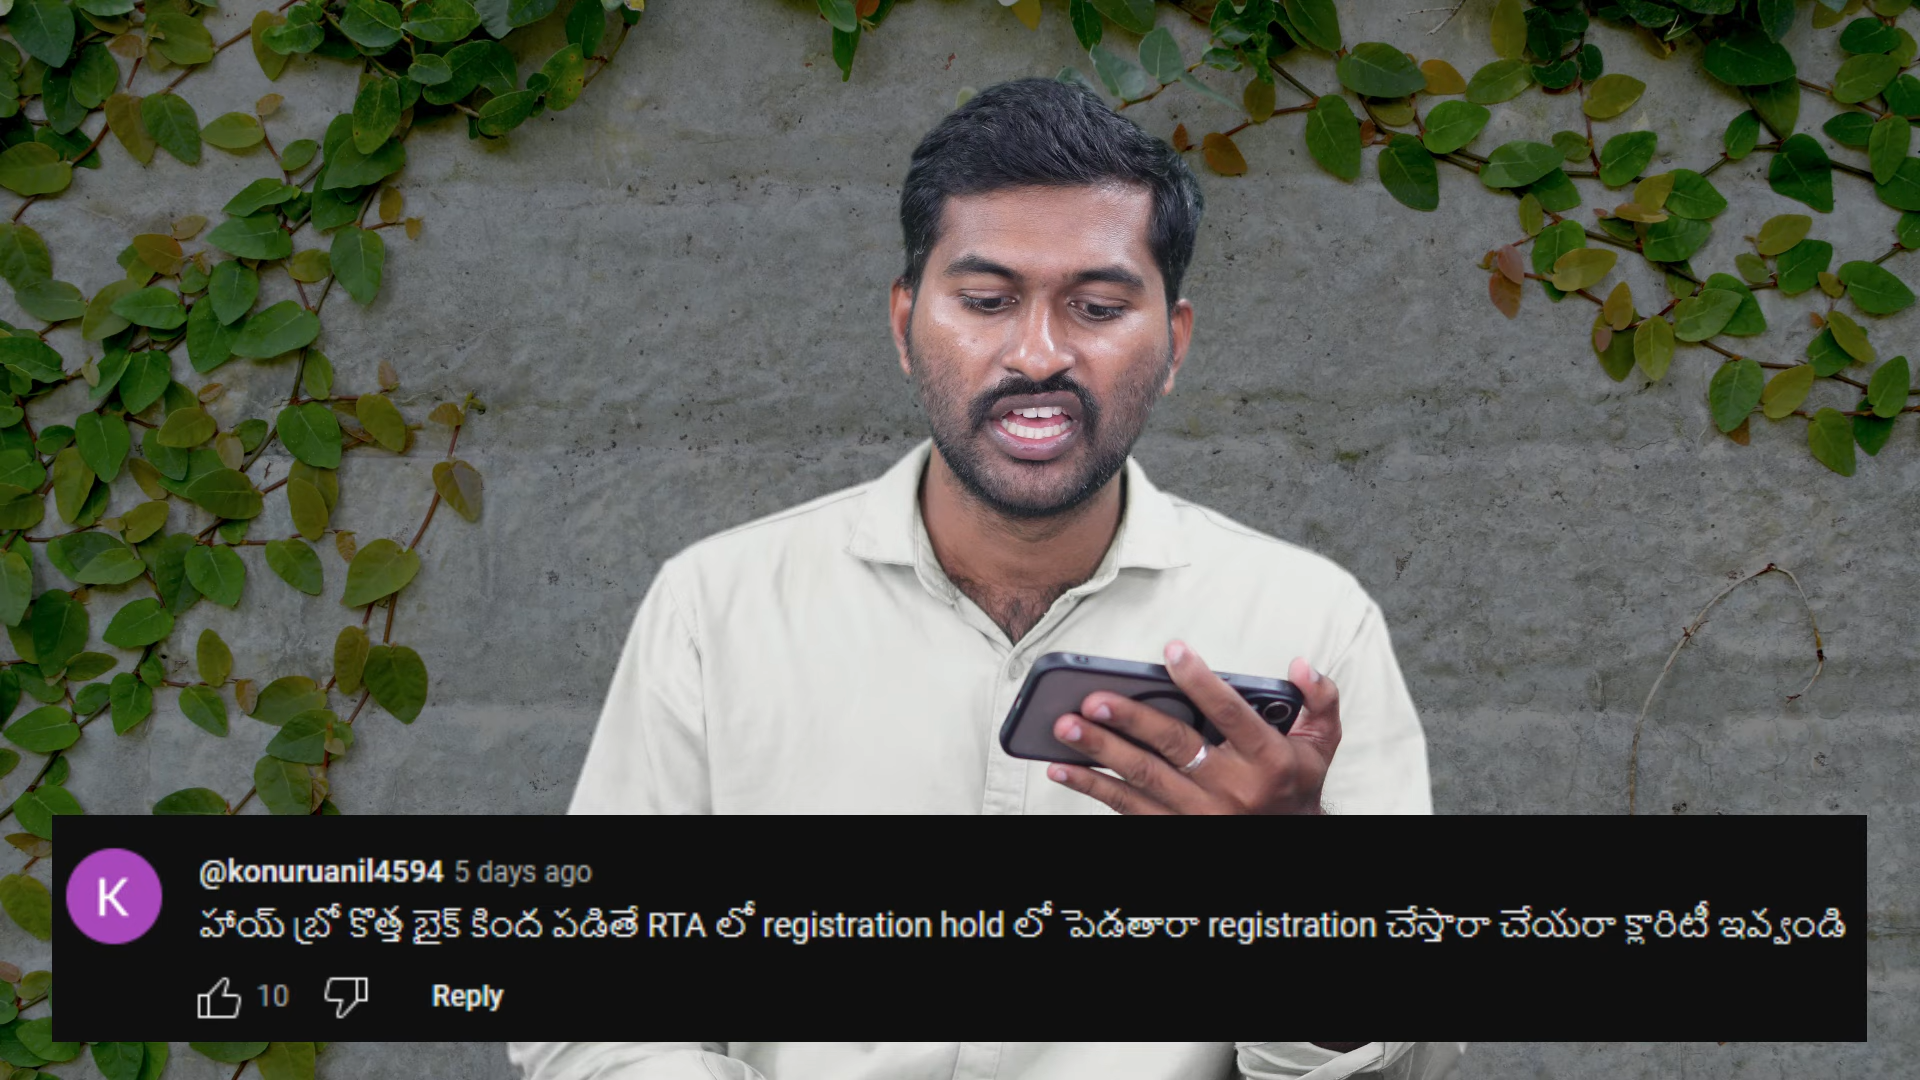 K
@konuruanil4594 5 days ago
హాయ్ బ్రో కొత్త బైక్ కింద పడితే RTA లో registration hold లో పెడతారా registration చేస్తారా చేయరా క్లారిటీ ఇవ్వండి
10 Reply